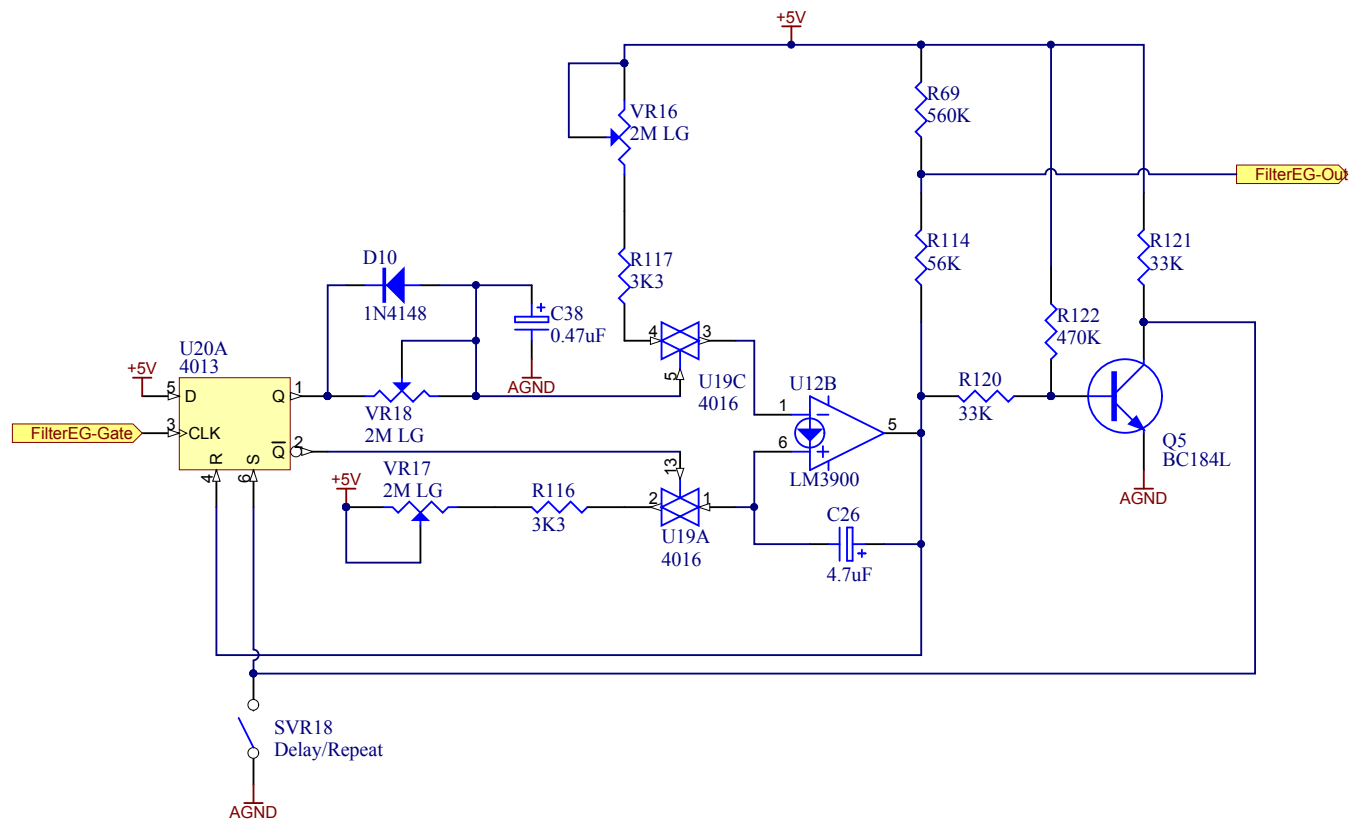 +5V
R69
560K
VR16
2M LG
FilterEG-Out
R114
56K
R121
33K
D10
R117
3K3
1N4148
+
C38
0.47uF
R122
470K
4
3
U20A
4013
+5V
5
D
Q
1
AGND
5
U19C
4016
U12B
R120
33K
VR18
2M LG
1
FilterEG-Gate
3
CLK
5
Q
2
6
+
LM3900
Q5
BC184L
R
S
4
6
13
VR17
2M LG
+5V
R116
3K3
2
1
AGND
U19A
4016
C26
+
4.7uF
SVR18
Delay/Repeat
AGND